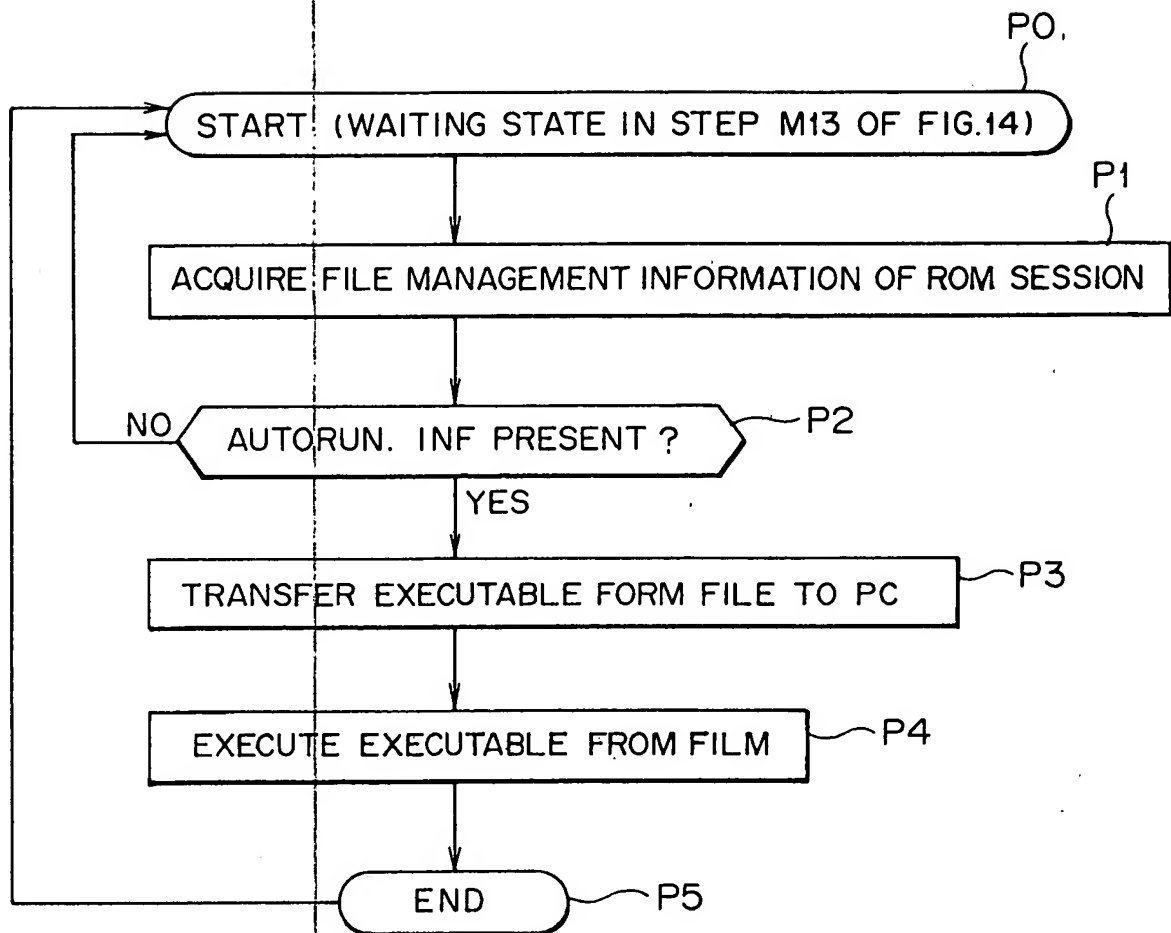 P0.
START (WAITING STATE IN STEP M13 OF FIG.14)
P1
ACQUIRE FILE MANAGEMENT INFORMATION OF ROM SESSION
NO
AUTORUN. INF PRESENT ?
P2
YES
TRANSFER EXECUTABLE FORM FILE TO PC
P3
EXECUTE EXECUTABLE FROM FILM
P4
END
P5